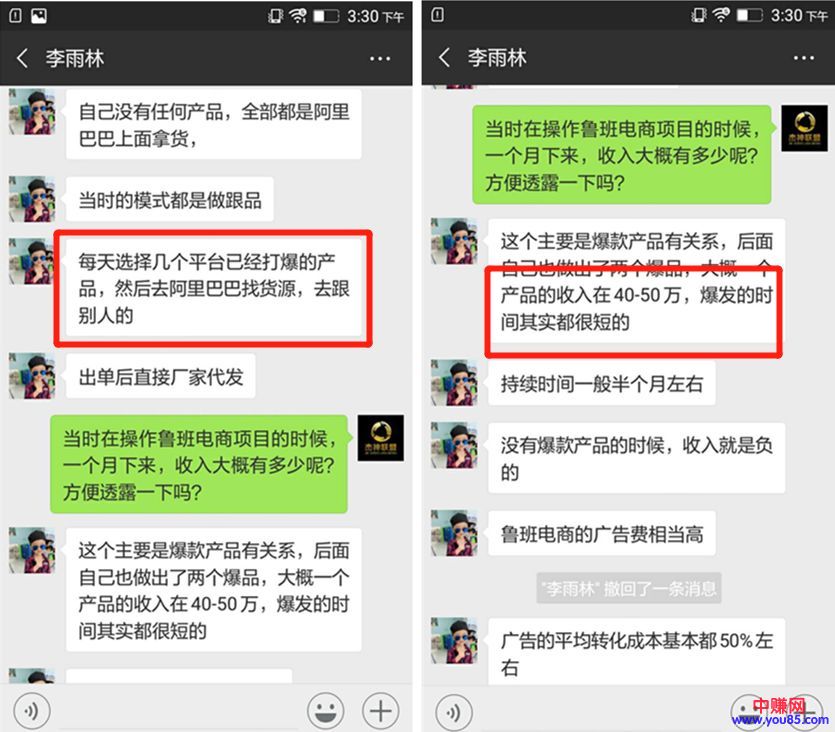 3:30下午
李雨林
自己没有任何产品，全部都是阿里
巴巴上面拿货，
当时的模式都是做跟品
每天选择几个平台已经打爆的产
品，然后去阿里巴巴找货源，去跟
别人的
出单后直接厂家代发
当时在操作鲁班电商项目的时候，
一个月下来，收入大概有多少呢？
方便透露一下吗？
杰神联盟
这个主要是爆款产品有关系，后面
自己也做出了两个爆品，大概一个
产品的收入在40-50万，爆发的时
间其实都很短的
3:30下午
李雨林
当时在操作鲁班电商项目的时候，
一个月下来，收入大概有多少呢？
方便透露一下吗？
杰神联盟
这个主要是爆款产品有关系，后面
自己也做出了两个爆品，大概一个
产品的收入在40-50万，爆发的时
间其实都很短的
持续时间一般半个月左右
没有爆款产品的时候，收入就是负
的
鲁班电商的广告费相当高
"李雨林" 撤回了一条消息
广告的平均转化成本基本都50%左
右
中赚网
www.you85.com